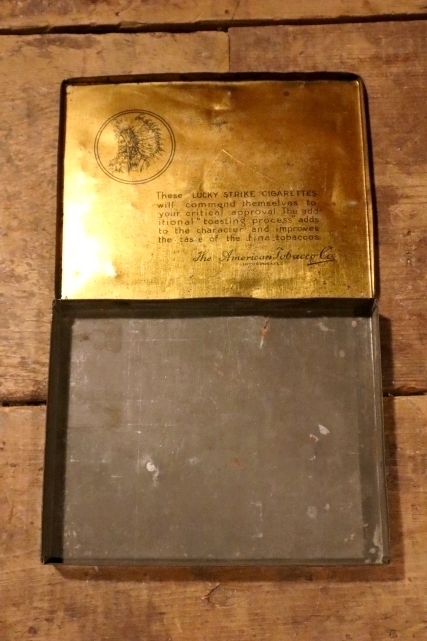 These LUCKY STRIKE CIGARETTES
will commend themselves to
your critical approval. The add-
itional "toasting process" adds
to the character and improves
the taste of the fine tobaccos.
The American Tobacco Co.
INCORPORATED